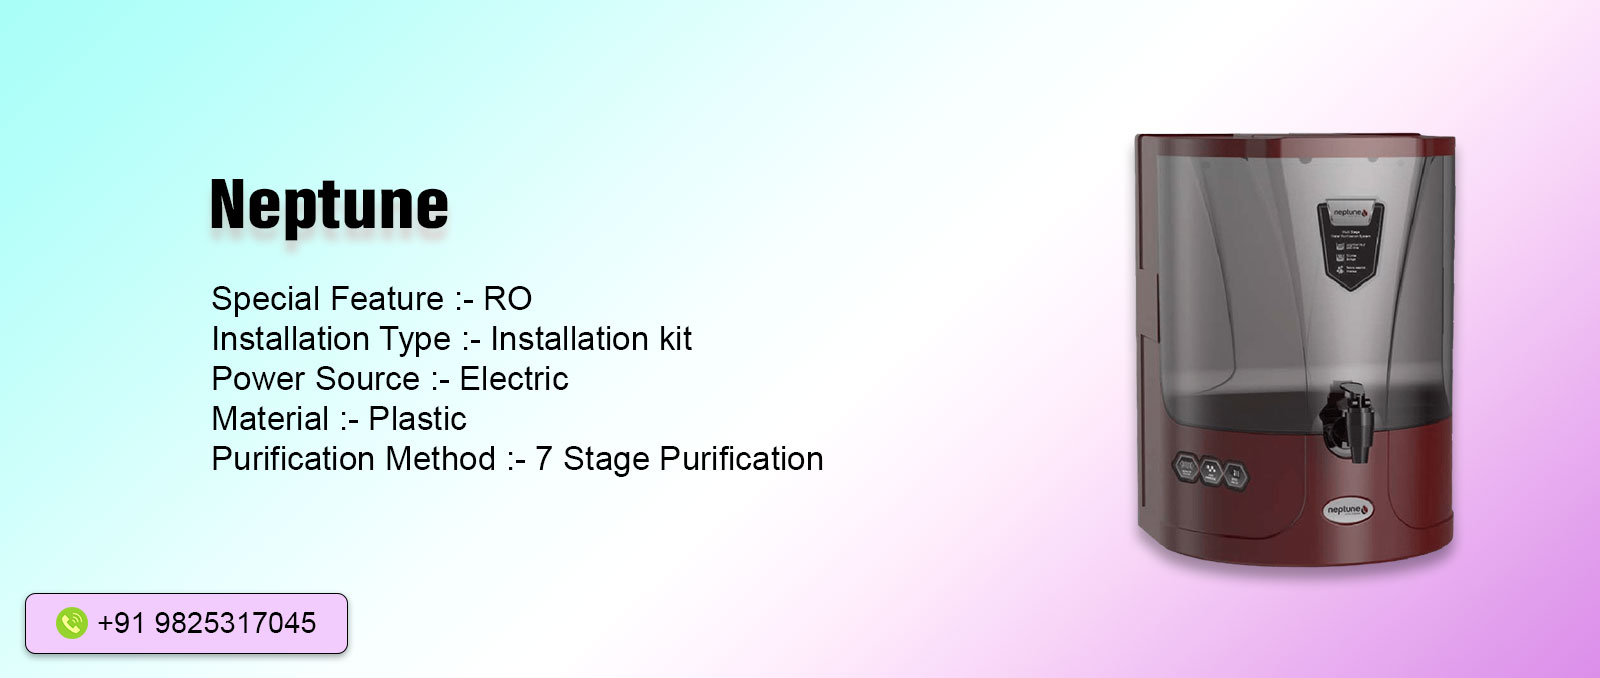 Neptune
Special Feature :- RO
Installation Type :- Installation kit
Power Source :- Electric
Material :- Plastic
Purification Method :- 7 Stage Purification
+91 9825317045
neptune
neptune